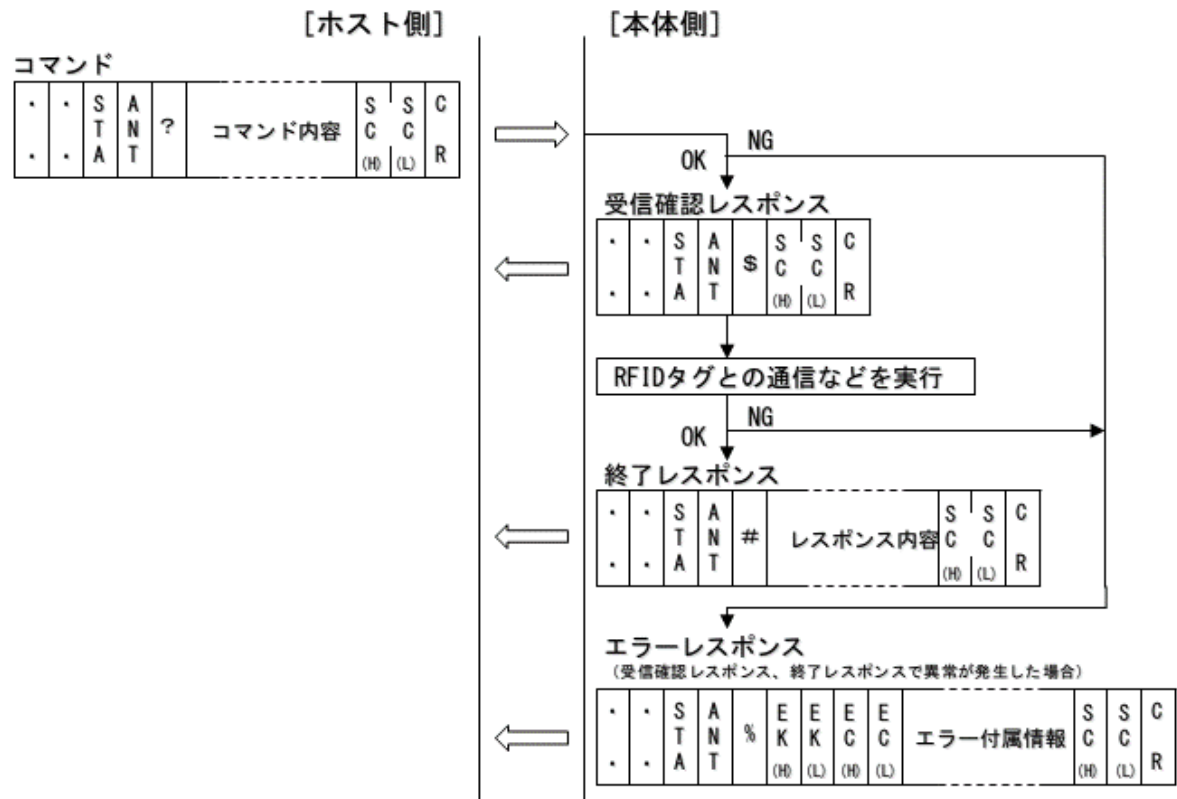 [ホスト側] [本体側]
コマンド
・ ・ STA ANT ? コマンド内容 SC(H) SC(L) CR
・ ・
NG
OK
受信確認レスポンス
・ ・ STA ANT $ SC(H) SC(L) CR
・ ・
RFIDタグとの通信などを実行
NG
OK
終了レスポンス
・ ・ STA ANT # レスポンス内容 SC(H) SC(L) CR
・ ・
エラーレスポンス
(受信確認レスポンス、終了レスポンスで異常が発生した場合)
・ ・ STA ANT % EK(H) EK(L) EC(H) EC(L) エラー付属情報 SC(H) SC(L) CR
・ ・